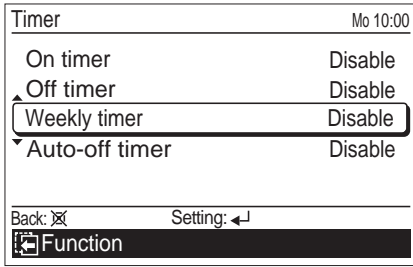 Timer Mo 10:00
On timer Disable
Off timer Disable
Weekly timer Disable
Auto-off timer Disable
Back: Setting:
Function